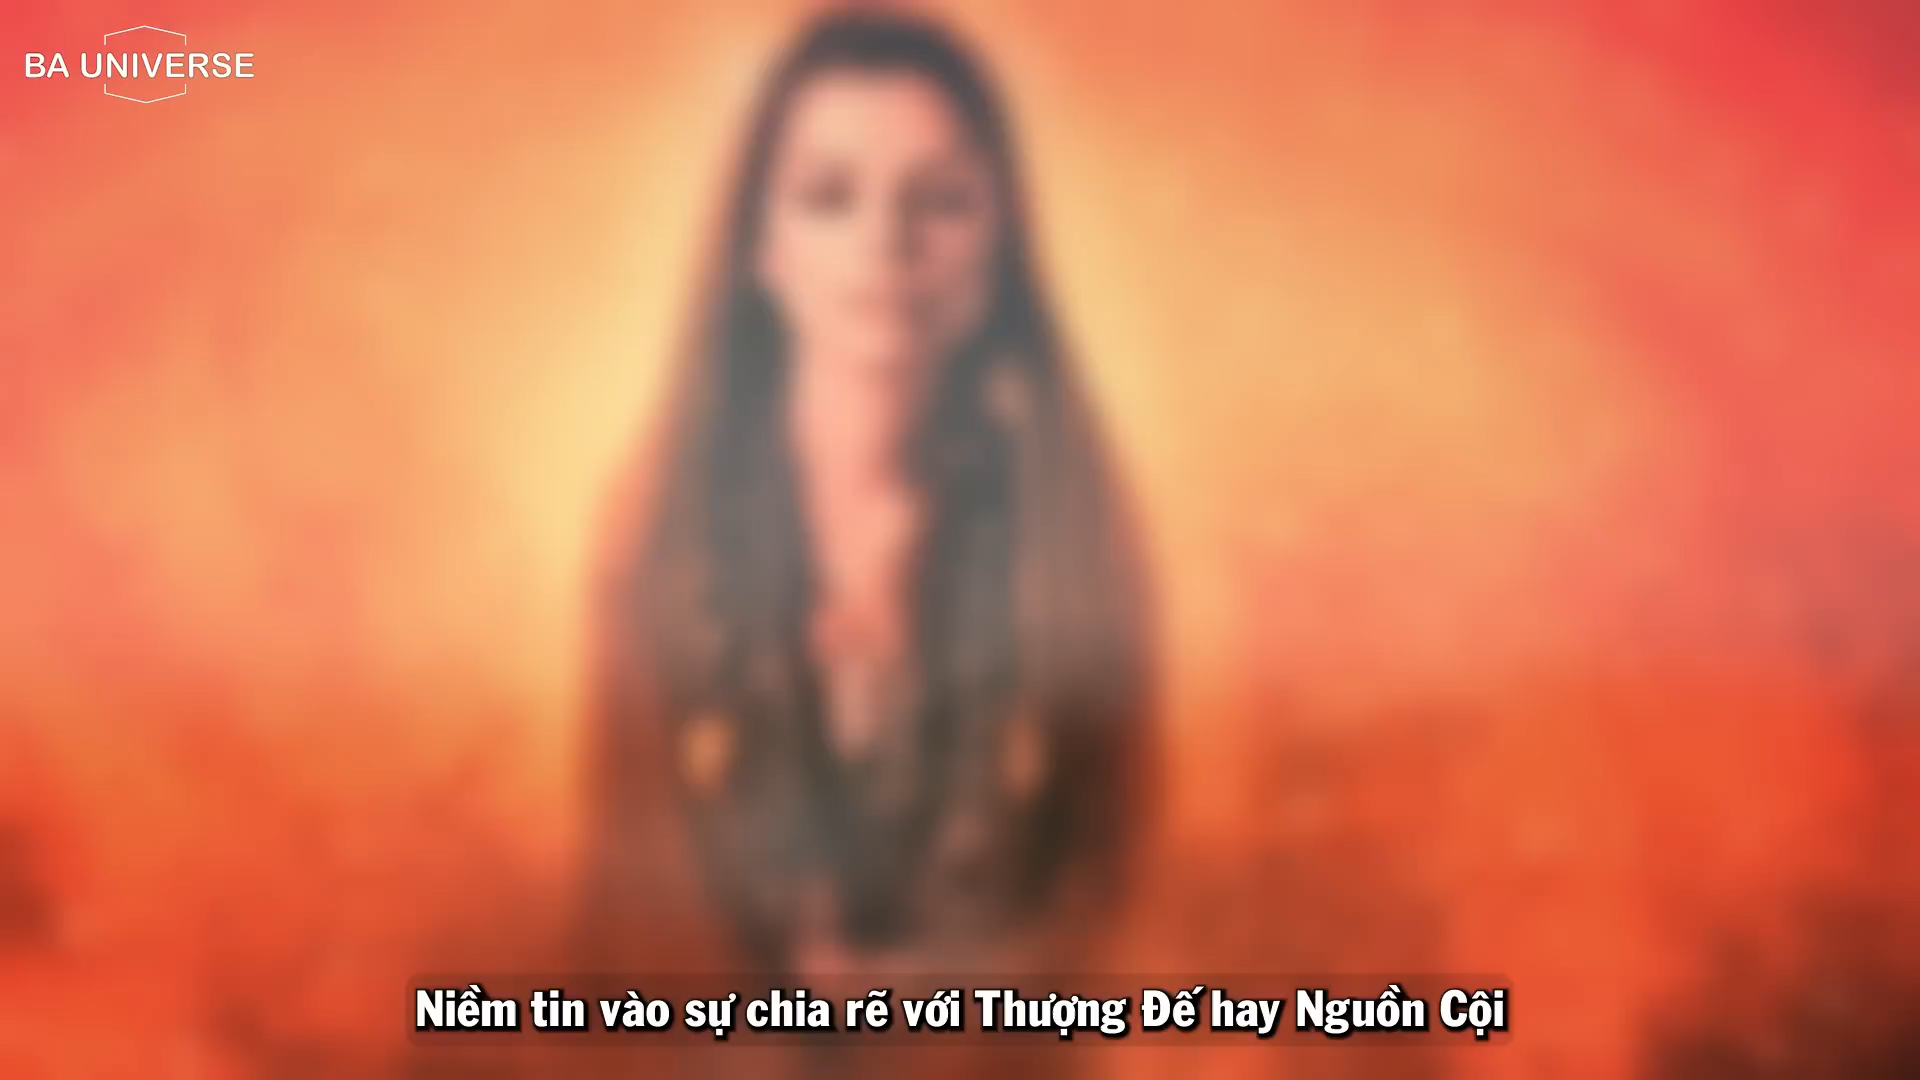 BA UNIVERSE
Niềm tin vào sự chia rẽ với Thượng Đế hay Nguồn Cội